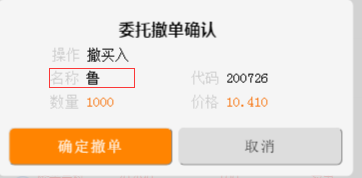 委托撤单确认
操作 撤买入
名称 鲁 代码 200726
数量 1000 价格 10.410
确定撤单 取消